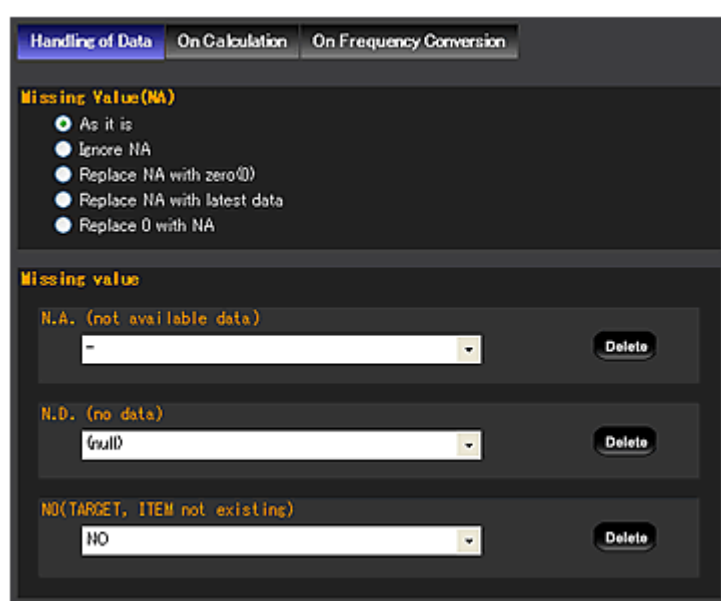 Handling of Data On Calculation On Frequency Conversion
Missing Value(NA)
As it is
Ignore NA
Replace NA with zero(0)
Replace NA with latest data
Replace 0 with NA
Missing value
N.A. (not available data)
- Delete
N.D. (no data)
(null) Delete
NO(TARGET, ITEM not existing)
NO Delete